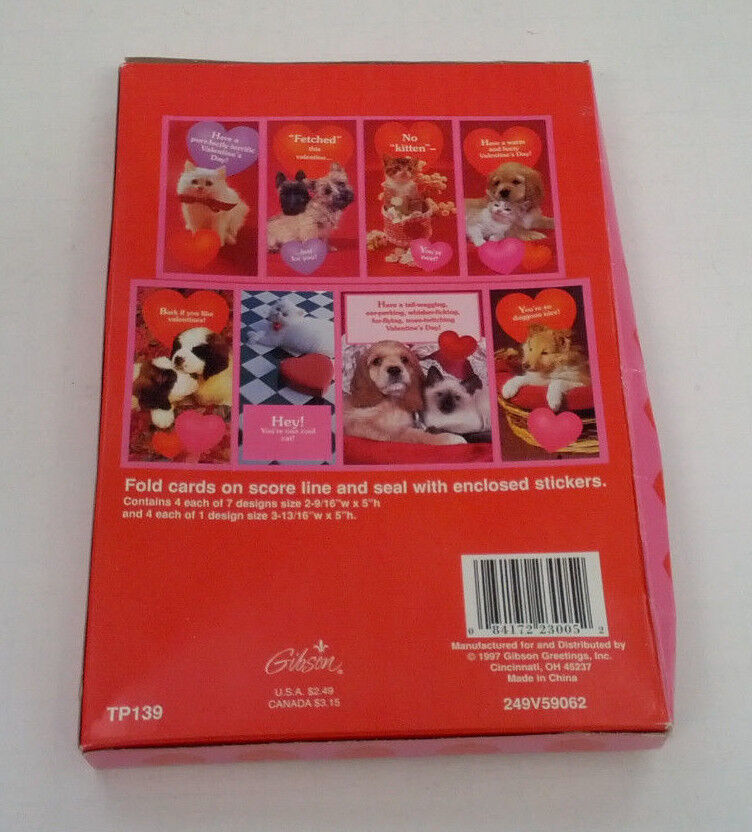 Have a
purr-fectly terrific
Valentine's
Day!
"Fetched"
this
valentine...
...just
for you!
No
"kitten"–
You're
neat!
Have a warm
and fuzzy
Valentine's Day!
Bark if you like
valentines!
Hey!
You're one cool
cat!
Have a tail-wagging,
ear-perking, whisker-tickling,
fur-flying, nose-twitching
Valentine's Day!
You're so
doggone nice!
Fold cards on score line and seal with enclosed stickers.
Contains 4 each of 7 designs size 2-9/16"w x 5"h
and 4 each of 1 design size 3-13/16"w x 5"h.
0 84172 23005 2
Manufactured for and Distributed by
© 1997 Gibson Greetings, Inc.
Cincinnati, OH 45237
Made in China
Gibson®
U.S.A. $2.49
CANADA $3.15
TP139
249V59062